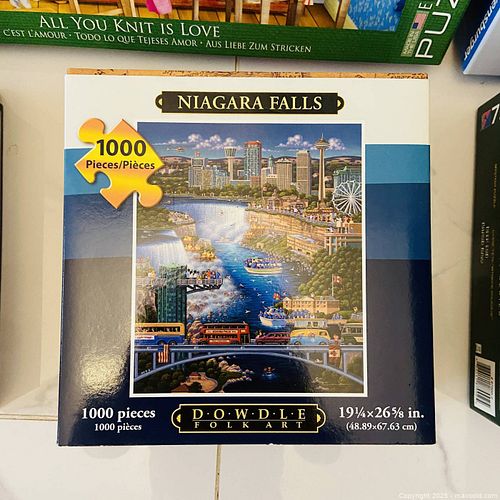 ALL YOU KNIT IS LOVE
C'EST L'AMOUR • TODO LO QUE TEJESES AMOR • AUS LIEBE ZUM STRICKEN
PUZ
NIAGARA FALLS
1000
Pieces/Pièces
1000 pieces
1000 pièces
D•O•W•D•L•E
FOLK ART
19¼×26⅝ in.
(48.89×67.63 cm)
7